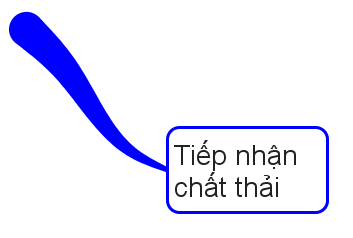 Tiếp nhận
chất thải